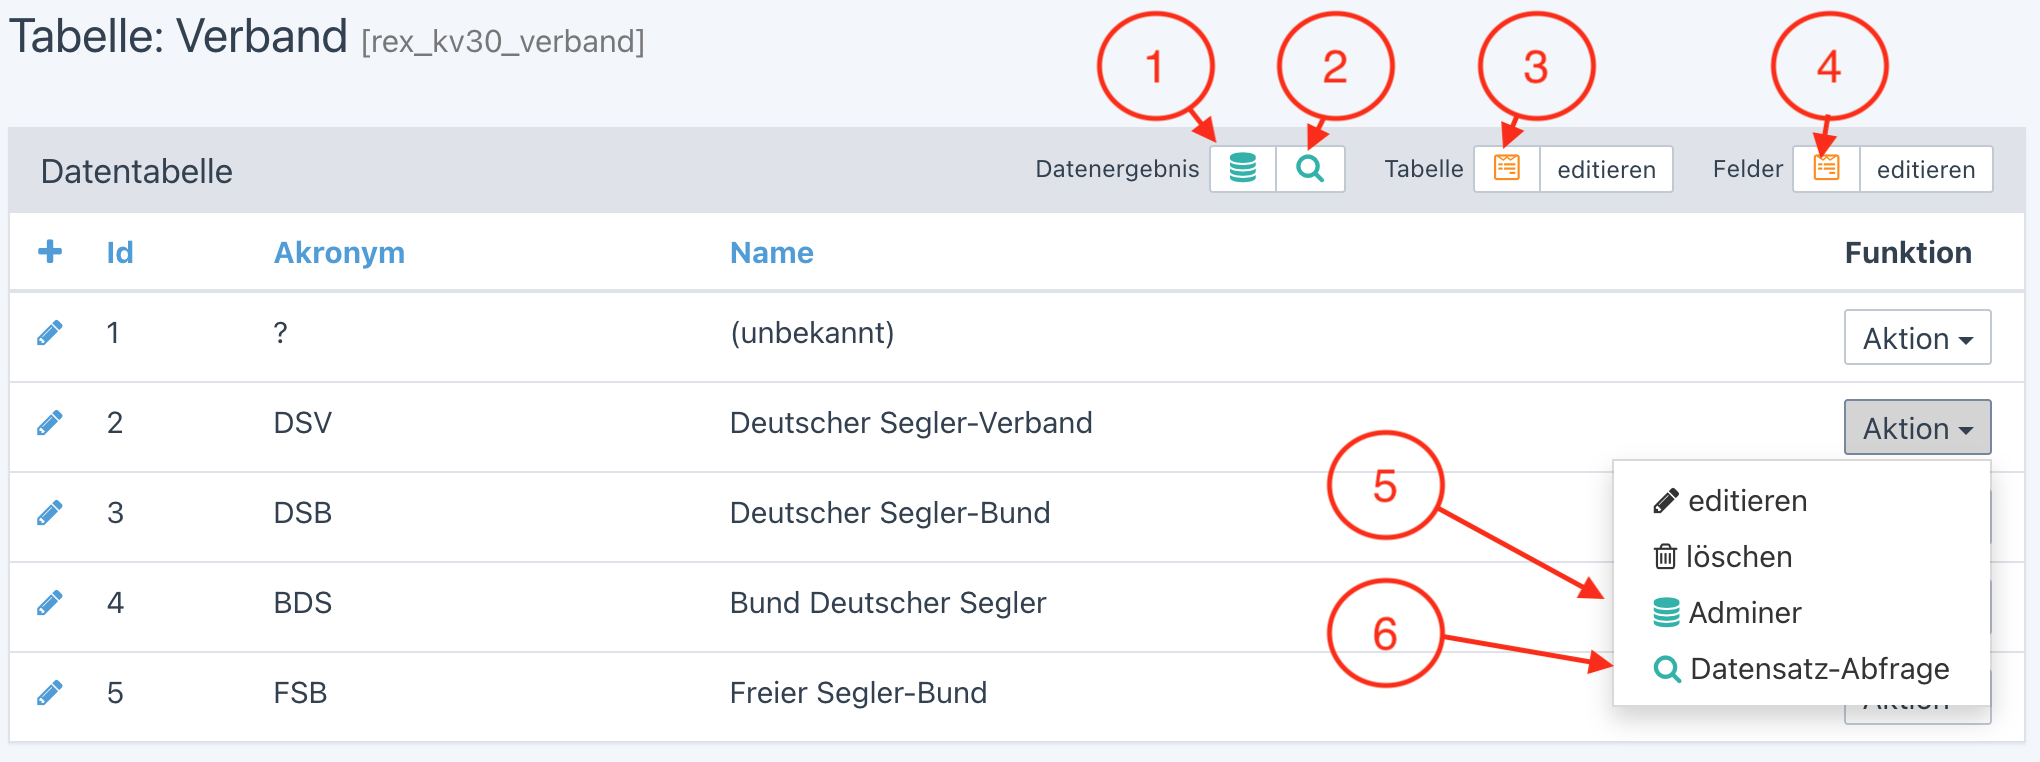 Tabelle: Verband [rex_kv30_verband]
1 2 3 4
Datentabelle Datenergebnis Tabelle editieren Felder editieren
Id Akronym Name Funktion
1 ? (unbekannt) Aktion
2 DSV Deutscher Segler-Verband Aktion
5
editieren
3 DSB Deutscher Segler-Bund
löschen
4 BDS Bund Deutscher Segler
Adminer
6
Datensatz-Abfrage
5 FSB Freier Segler-Bund
Aktion